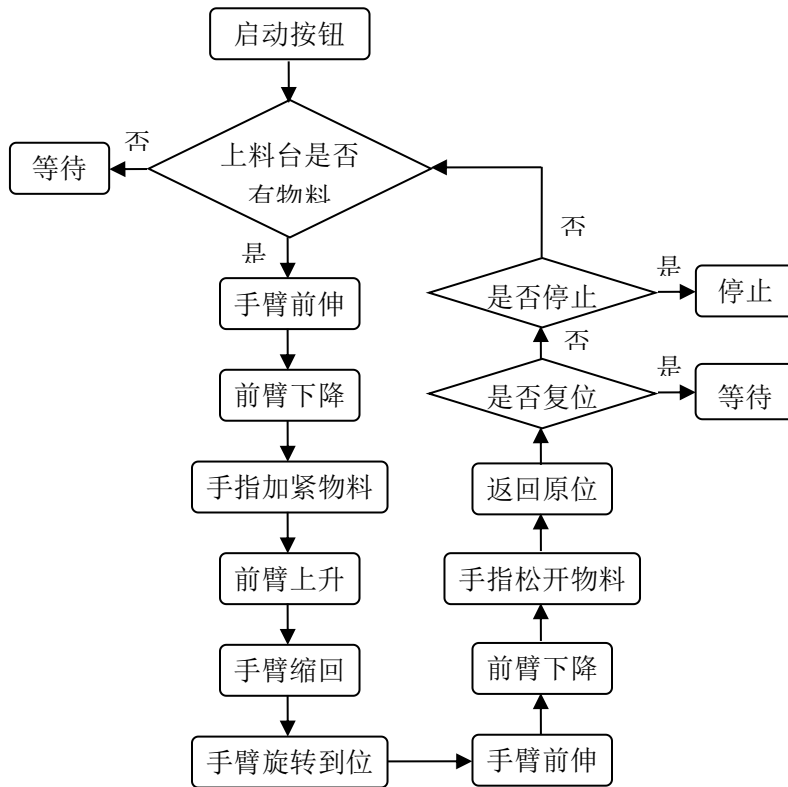 启动按钮
上料台是否
有物料
否
等待
是
手臂前伸
前臂下降
手指加紧物料
前臂上升
手臂缩回
手臂旋转到位
手臂前伸
前臂下降
手指松开物料
返回原位
是否复位
是
等待
否
是否停止
是
停止
否